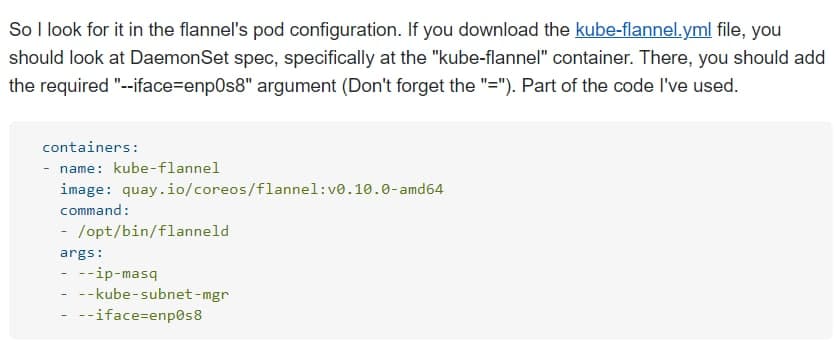 So I look for it in the flannel's pod configuration. If you download the kube-flannel.yml file, you
should look at DaemonSet spec, specifically at the "kube-flannel" container. There, you should add
the required "--iface=enp0s8" argument (Don't forget the "="). Part of the code I've used.
containers:
- name: kube-flannel
image: quay.io/coreos/flannel:v0.10.0-amd64
command:
- /opt/bin/flanneld
args:
- --ip-masq
- --kube-subnet-mgr
- --iface=enp0s8